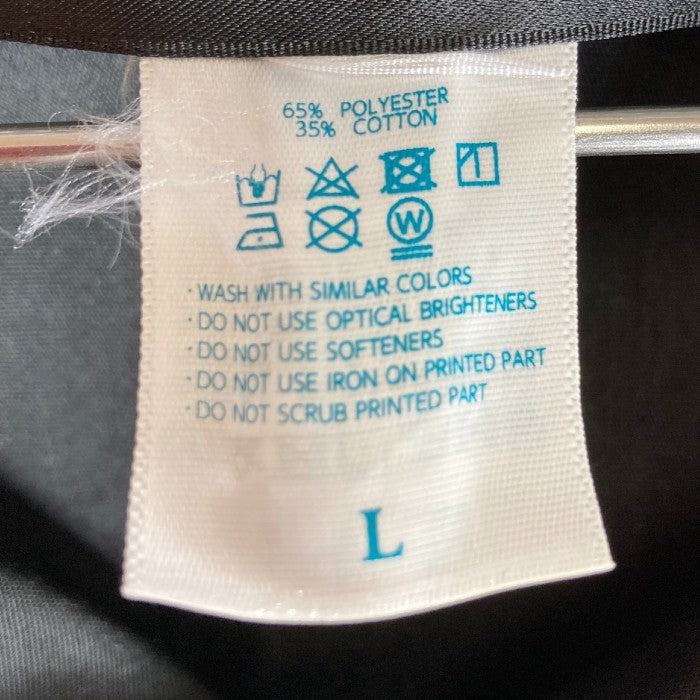 65% POLYESTER
35% COTTON
W
· WASH WITH SIMILAR COLORS
· DO NOT USE OPTICAL BRIGHTENERS
· DO NOT USE SOFTENERS
· DO NOT USE IRON ON PRINTED PART
· DO NOT SCRUB PRINTED PART
L